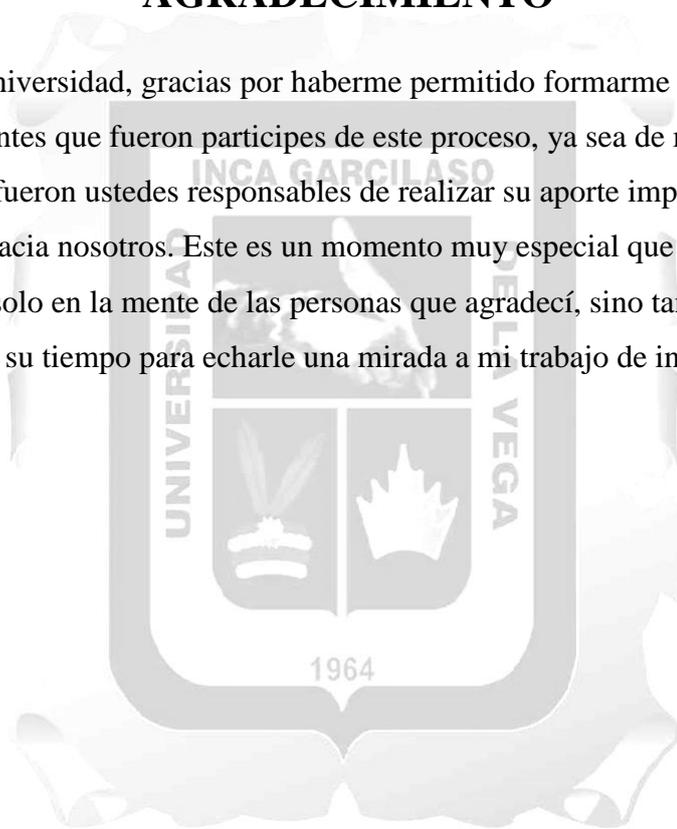 AGRADECIMIENTO
niversidad, gracias por haberme permitido formarme
ntes que fueron participes de este proceso, ya sea de
fueron ustedes responsables de realizar su aporte imp
acia nosotros. Este es un momento muy especial que
solo en la mente de las personas que agradecí, sino ta
su tiempo para echarle una mirada a mi trabajo de in
UNIVERSIDAD
INCA GARCILASO
DE LA VEGA
1964